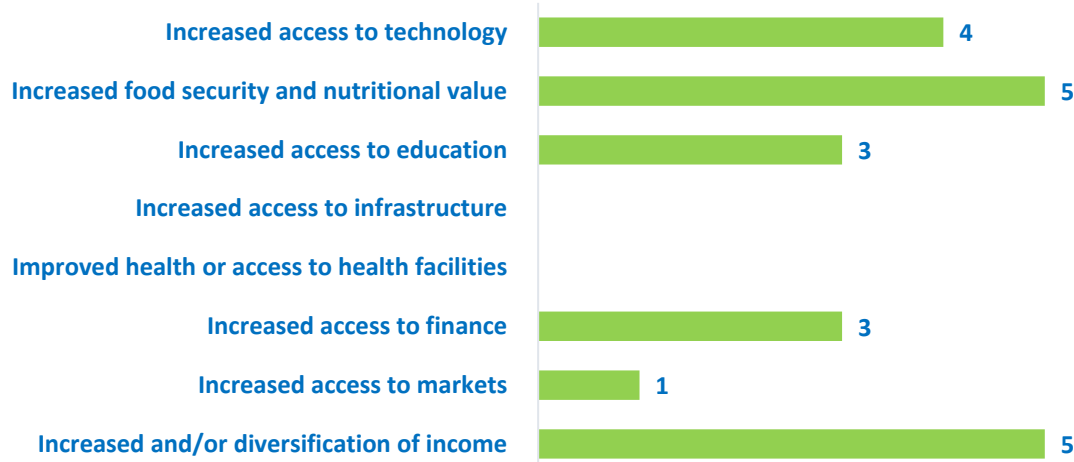 Increased access to technology 4
Increased food security and nutritional value 5
Increased access to education 3
Increased access to infrastructure
Improved health or access to health facilities
Increased access to finance 3
Increased access to markets 1
Increased and/or diversification of income 5